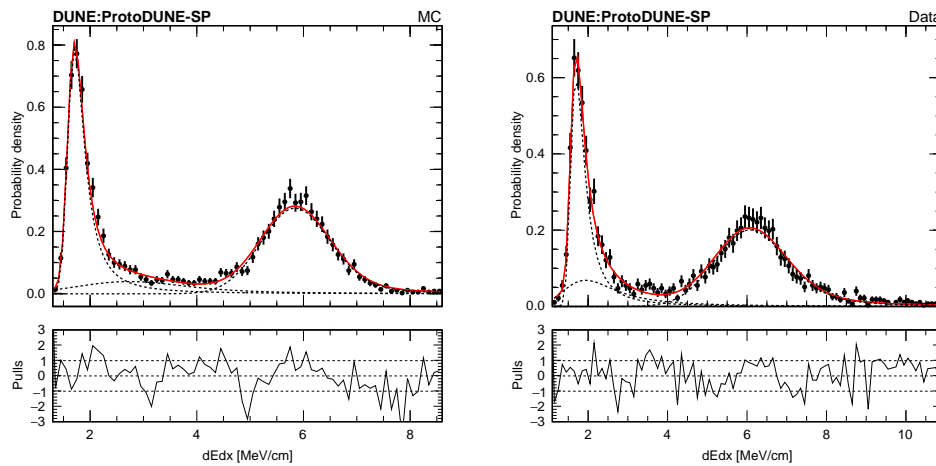 DUNE:ProtoDUNE-SP MC
Probability density
0.8
0.6
0.4
0.2
0.0
Pulls
3
2
1
0
−1
−2
−3
2 4 6 8
dEdx [MeV/cm]
DUNE:ProtoDUNE-SP Data
Probability density
0.6
0.4
0.2
0.0
Pulls
3
2
1
0
−1
−2
−3
2 4 6 8 10
dEdx [MeV/cm]